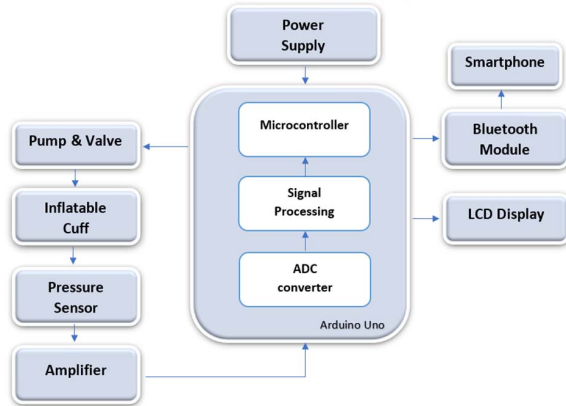 Power
Supply
Smartphone
Microcontroller
Bluetooth
Module
Pump & Valve
Signal
Processing
Inflatable
Cuff
LCD Display
ADC
converter
Pressure
Sensor
Arduino Uno
Amplifier